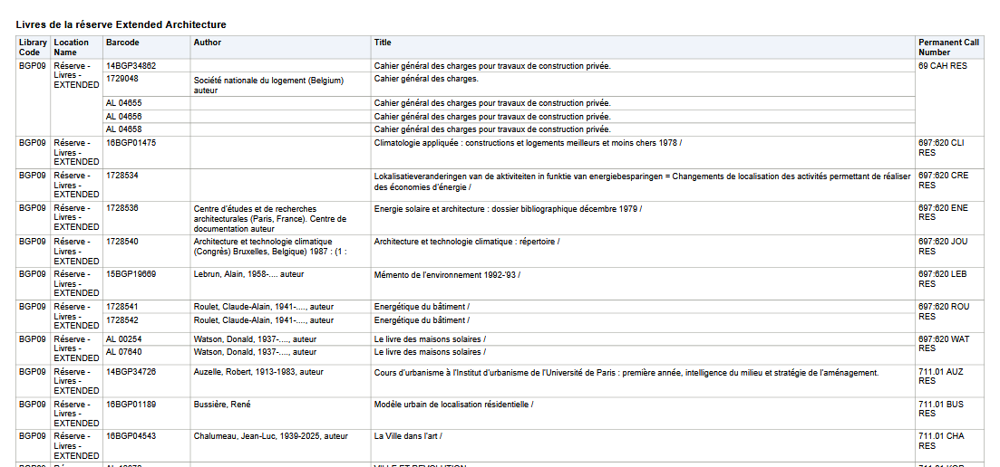 Livres de la réserve Extended Architecture
Library Code | Location Name | Barcode | Author | Title | Permanent Call Number
BGP09 | Réserve - Livres - EXTENDED | 14BGP34862 | | Cahier général des charges pour travaux de construction privée. | 69 CAH RES
1729048 | Société nationale du logement (Belgium) auteur | Cahier général des charges.
AL 04655 | | Cahier général des charges pour travaux de construction privée.
AL 04656 | | Cahier général des charges pour travaux de construction privée.
AL 04658 | | Cahier général des charges pour travaux de construction privée.
BGP09 | Réserve - Livres - EXTENDED | 16BGP01475 | | Climatologie appliquée : constructions et logements meilleurs et moins chers 1978 / | 697:620 CLI RES
BGP09 | Réserve - Livres - EXTENDED | 1728534 | | Lokalisatieveranderingen van de aktiviteiten in funktie van energiebesparingen = Changements de localisation des activités permettant de réaliser des économies d'énergie / | 697:620 CRE RES
BGP09 | Réserve - Livres - EXTENDED | 1728536 | Centre d'études et de recherches architecturales (Paris, France). Centre de documentation auteur | Energie solaire et architecture : dossier bibliographique décembre 1979 / | 697:620 ENE RES
BGP09 | Réserve - Livres - EXTENDED | 1728540 | Architecture et technologie climatique (Congrès) Bruxelles, Belgique) 1987 : (1 : | Architecture et technologie climatique : répertoire / | 697:620 JOU RES
BGP09 | Réserve - Livres - EXTENDED | 15BGP19669 | Lebrun, Alain, 1958-.... auteur | Mémento de l'environnement 1992-'93 / | 697:620 LEB RES
BGP09 | Réserve - Livres - EXTENDED | 1728541 | Roulet, Claude-Alain, 1941-...., auteur | Energétique du bâtiment / | 697:620 ROU RES
1728542 | Roulet, Claude-Alain, 1941-...., auteur | Energétique du bâtiment /
BGP09 | Réserve - Livres - EXTENDED | AL 00254 | Watson, Donald, 1937-...., auteur | Le livre des maisons solaires / | 697:620 WAT RES
AL 07640 | Watson, Donald, 1937-...., auteur | Le livre des maisons solaires /
BGP09 | Réserve - Livres - EXTENDED | 14BGP34726 | Auzelle, Robert, 1913-1983, auteur | Cours d'urbanisme à l'Institut d'urbanisme de l'Université de Paris : première année, intelligence du milieu et stratégie de l'aménagement. | 711.01 AUZ RES
BGP09 | Réserve - Livres - EXTENDED | 16BGP01189 | Bussière, René | Modèle urbain de localisation résidentielle / | 711.01 BUS RES
BGP09 | Réserve - Livres - EXTENDED | 16BGP04543 | Chalumeau, Jean-Luc, 1939-2025, auteur | La Ville dans l'art / | 711.01 CHA RES